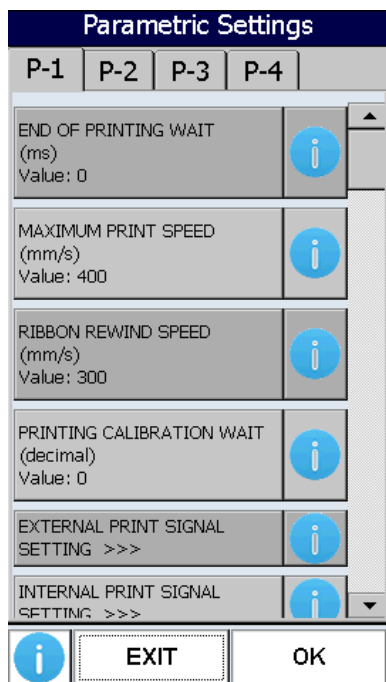 Parametric Settings
P-1 P-2 P-3 P-4
END OF PRINTING WAIT
(ms)
Value: 0
MAXIMUM PRINT SPEED
(mm/s)
Value: 400
RIBBON REWIND SPEED
(mm/s)
Value: 300
PRINTING CALIBRATION WAIT
(decimal)
Value: 0
EXTERNAL PRINT SIGNAL
SETTING >>>
INTERNAL PRINT SIGNAL
SETTING >>>
EXIT OK